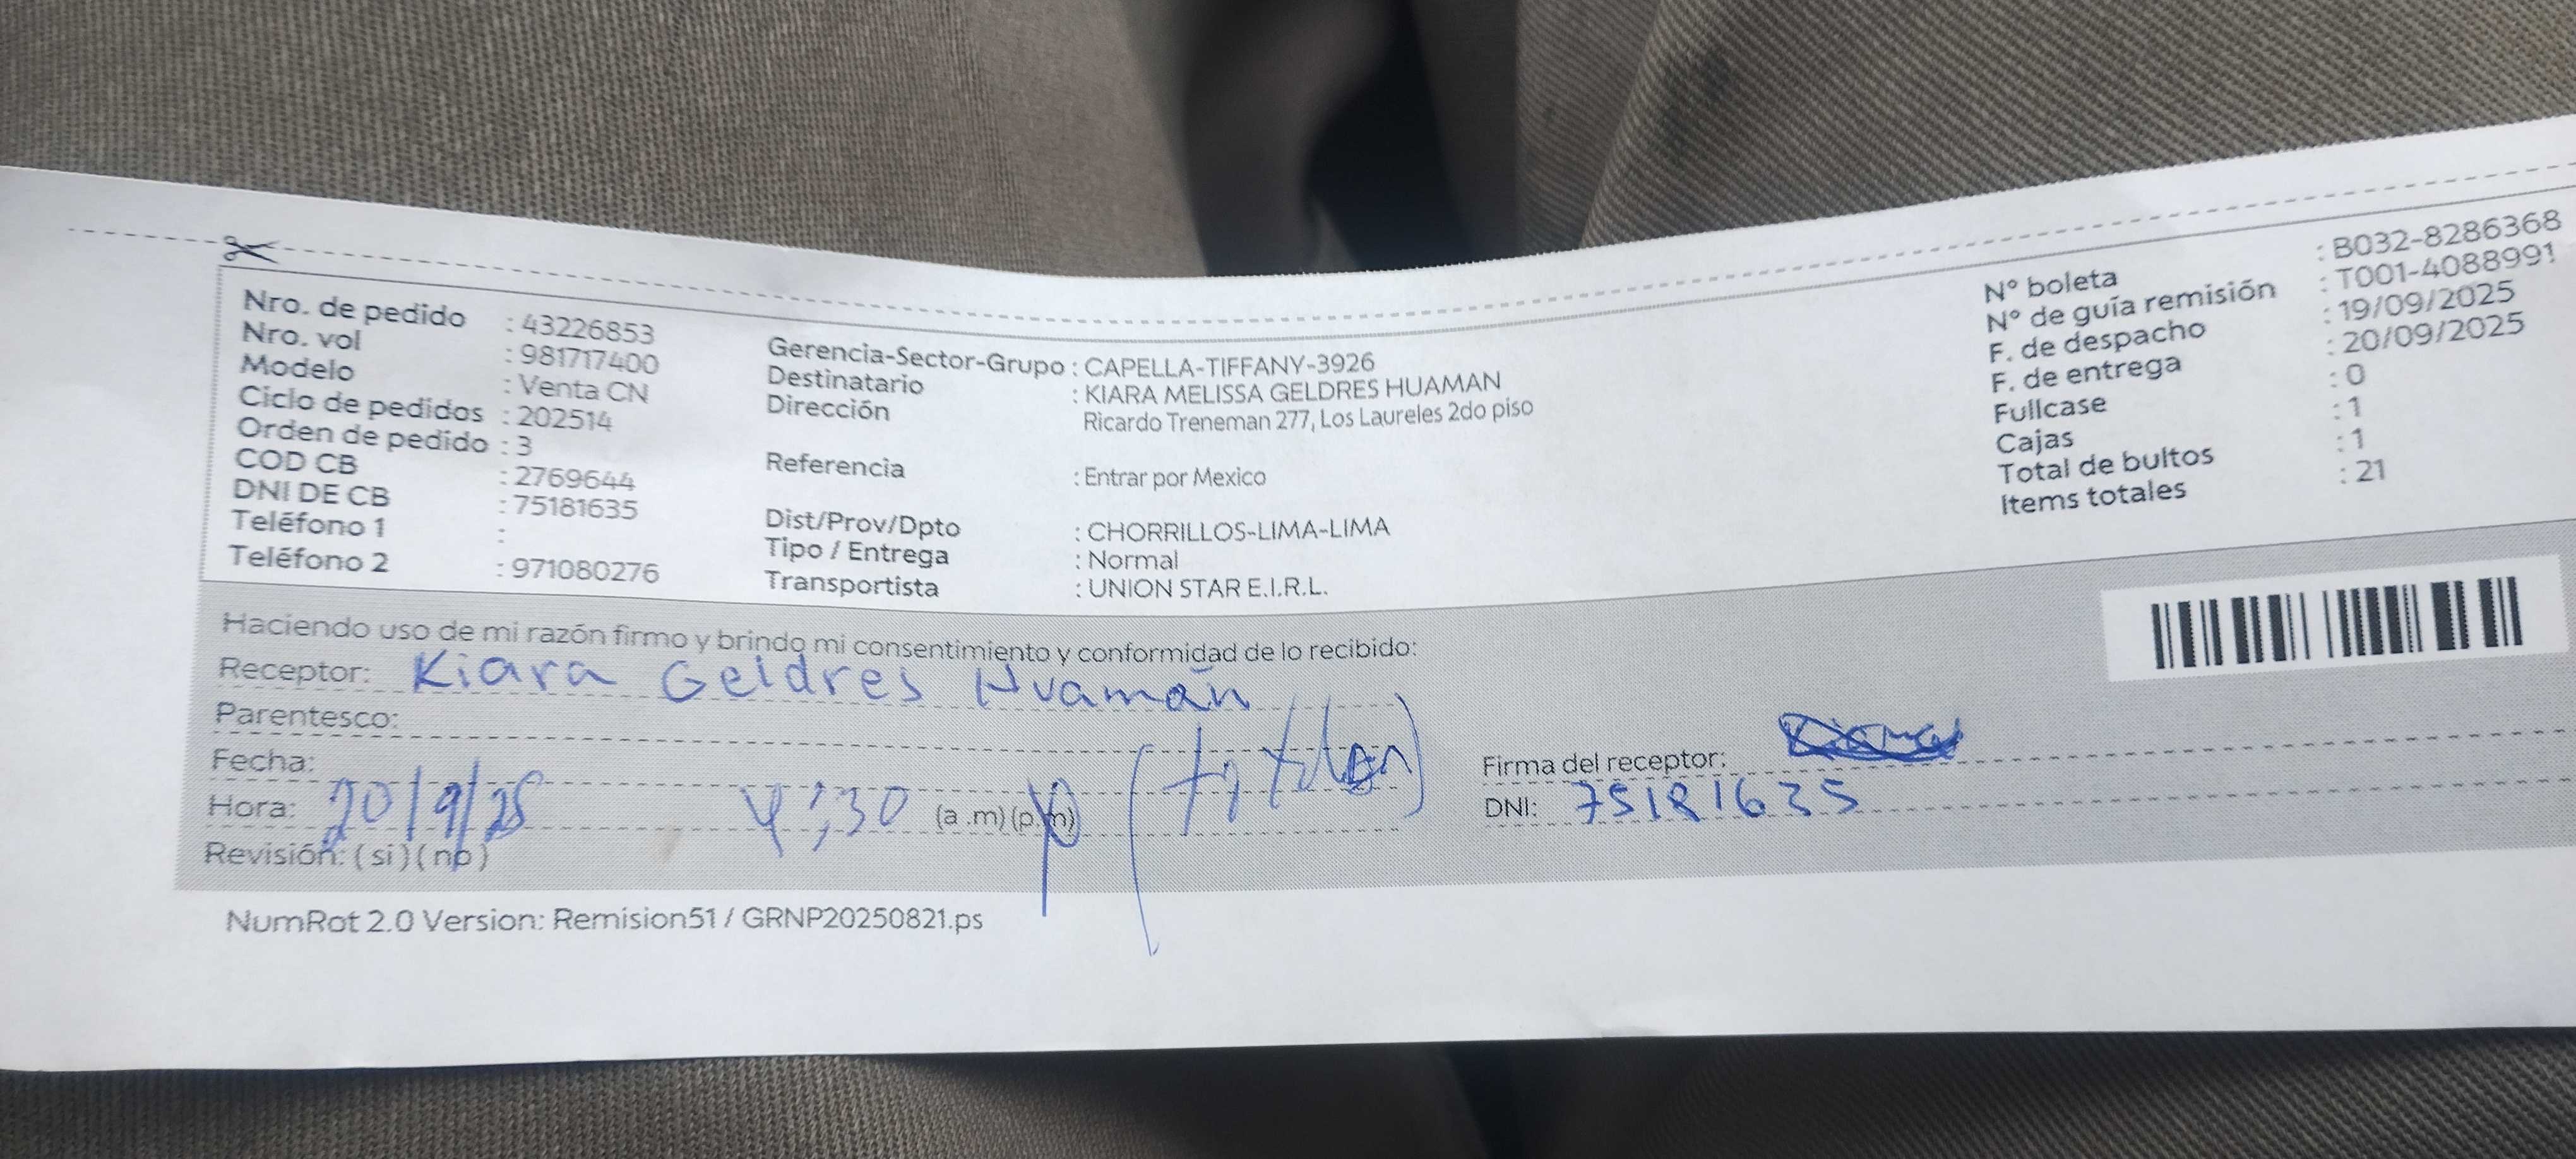 Nro. de pedido : 43226853
Nro. vol : 981717400
Modelo : Venta CN
Ciclo de pedidos : 202514
Orden de pedido : 3
COD CB : 2769644
DNI DE CB : 75181635
Teléfono 1 :
Teléfono 2 : 971080276
Gerencia-Sector-Grupo : CAPELLA-TIFFANY-3926
Destinatario : KIARA MELISSA GELDRES HUAMAN
Dirección Ricardo Treneman 277, Los Laureles 2do piso
Referencia : Entrar por Mexico
Dist/Prov/Dpto : CHORRILLOS-LIMA-LIMA
Tipo / Entrega : Normal
Transportista : UNION STAR E.I.R.L.
N° boleta : B032-8286368
N° de guía remisión : T001-4088991
F. de despacho : 19/09/2025
F. de entrega : 20/09/2025
Fullcase : 0
Cajas : 1
Total de bultos : 1
Items totales : 21
Haciendo uso de mi razón firmo y brindo mi consentimiento y conformidad de lo recibido:
Receptor: Kiara Geldres Huamán
Parentesco:
Fecha: 20/9/25
Hora: 4:30 (a .m) (p.m)
Revisión: ( si ) ( no )
Firma del receptor:
DNI: 75181635
NumRot 2.0 Version: Remision51 / GRNP20250821.ps